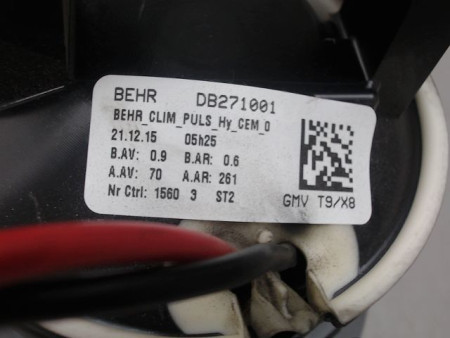 BEHR DB271001
BEHR_CLIM_PULS_Hy_CEM_0
21.12.15 05h25
B.AV: 0.9 B.AR: 0.6
A.AV: 70 A.AR: 261
Nr Ctrl: 1560 3 ST2
GMV T9/X8